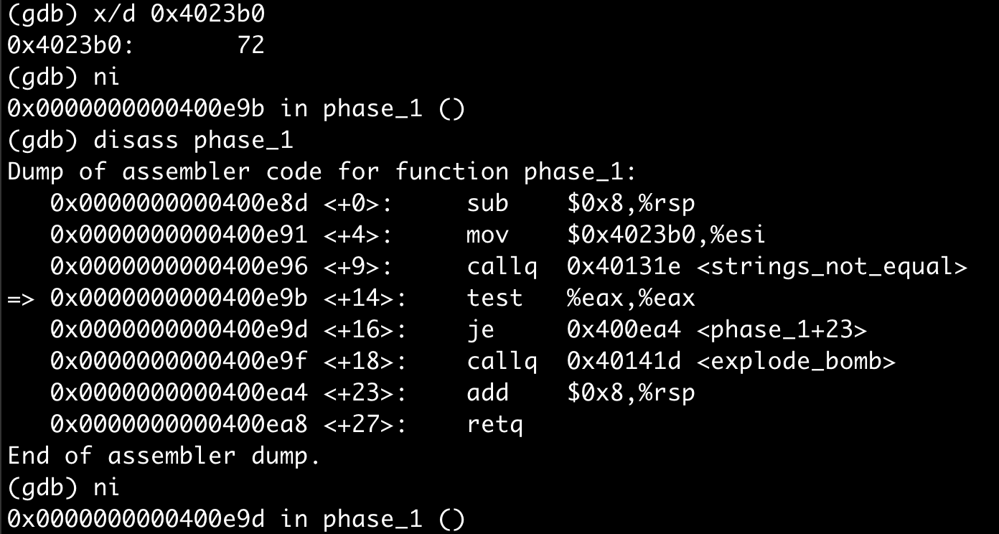 (gdb) x/d 0x4023b0
0x4023b0:       72
(gdb) ni
0x0000000000400e9b in phase_1 ()
(gdb) disass phase_1
Dump of assembler code for function phase_1:
   0x0000000000400e8d <+0>:     sub    $0x8,%rsp
   0x0000000000400e91 <+4>:     mov    $0x4023b0,%esi
   0x0000000000400e96 <+9>:     callq  0x40131e <strings_not_equal>
=> 0x0000000000400e9b <+14>:    test   %eax,%eax
   0x0000000000400e9d <+16>:    je     0x400ea4 <phase_1+23>
   0x0000000000400e9f <+18>:    callq  0x40141d <explode_bomb>
   0x0000000000400ea4 <+23>:    add    $0x8,%rsp
   0x0000000000400ea8 <+27>:    retq
End of assembler dump.
(gdb) ni
0x0000000000400e9d in phase_1 ()